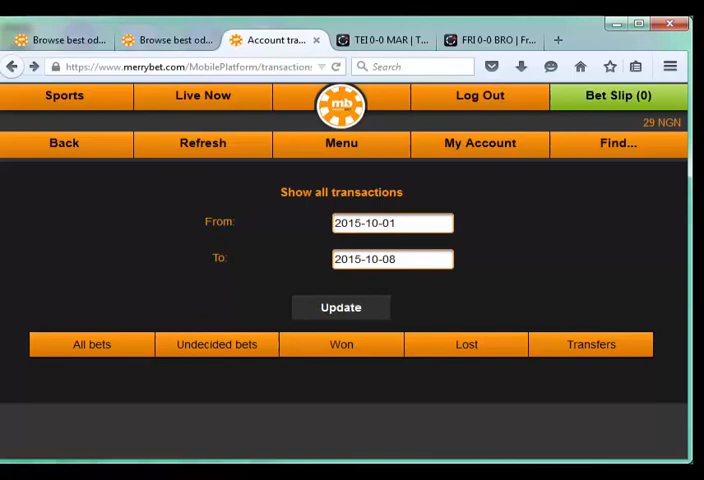 Browse best od...
Browse best od...
Account tra...
TEI 0-0 MAR | T...
FRI 0-0 BRO | Fr...
https://www.merrybet.com/MobilePlatform/transactions
Search
Sports
Live Now
mb
Log Out
Bet Slip (0)
29 NGN
Back
Refresh
Menu
My Account
Find...
Show all transactions
From:
2015-10-01
To:
2015-10-08
Update
All bets
Undecided bets
Won
Lost
Transfers